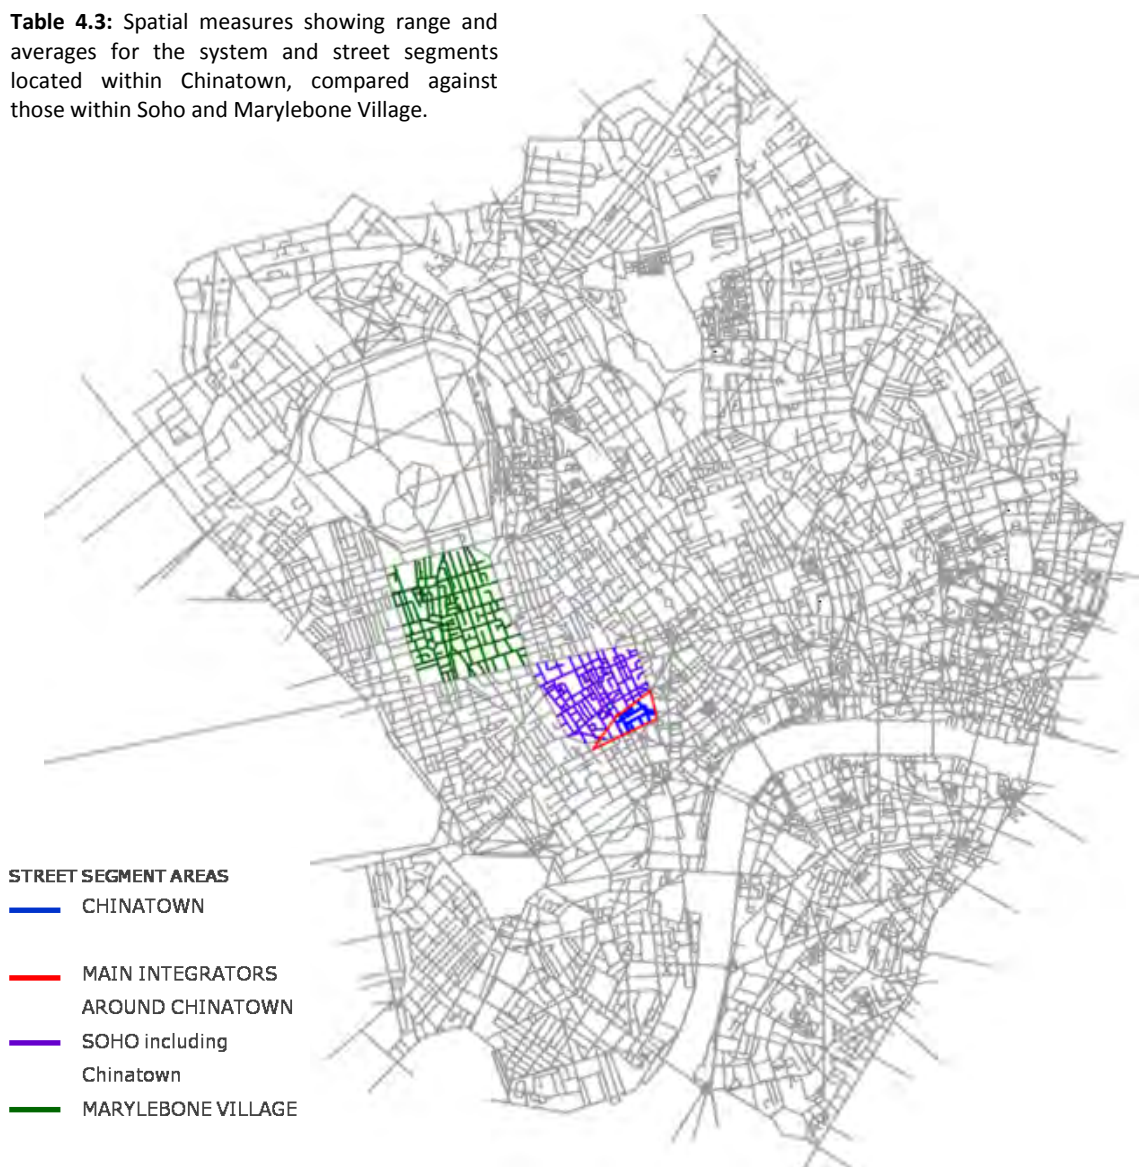 Table 4.3: Spatial measures showing range and
averages for the system and street segments
located within Chinatown, compared against
those within Soho and Marylebone Village.
STREET SEGMENT AREAS
CHINATOWN
MAIN INTEGRATORS
AROUND CHINATOWN
SOHO including
Chinatown
MARYLEBONE VILLAGE